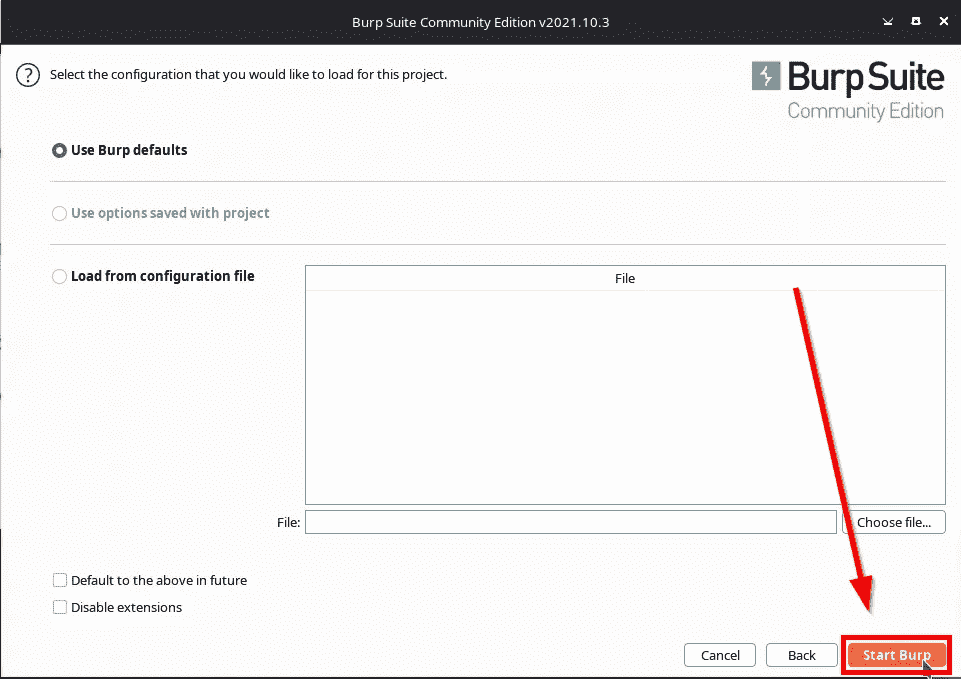 Burp Suite Community Edition v2021.10.3
? Select the configuration that you would like to load for this project.
Burp Suite
Community Edition
Use Burp defaults
Use options saved with project
Load from configuration file
File
File:
Choose file...
Default to the above in future
Disable extensions
Cancel Back Start Burp